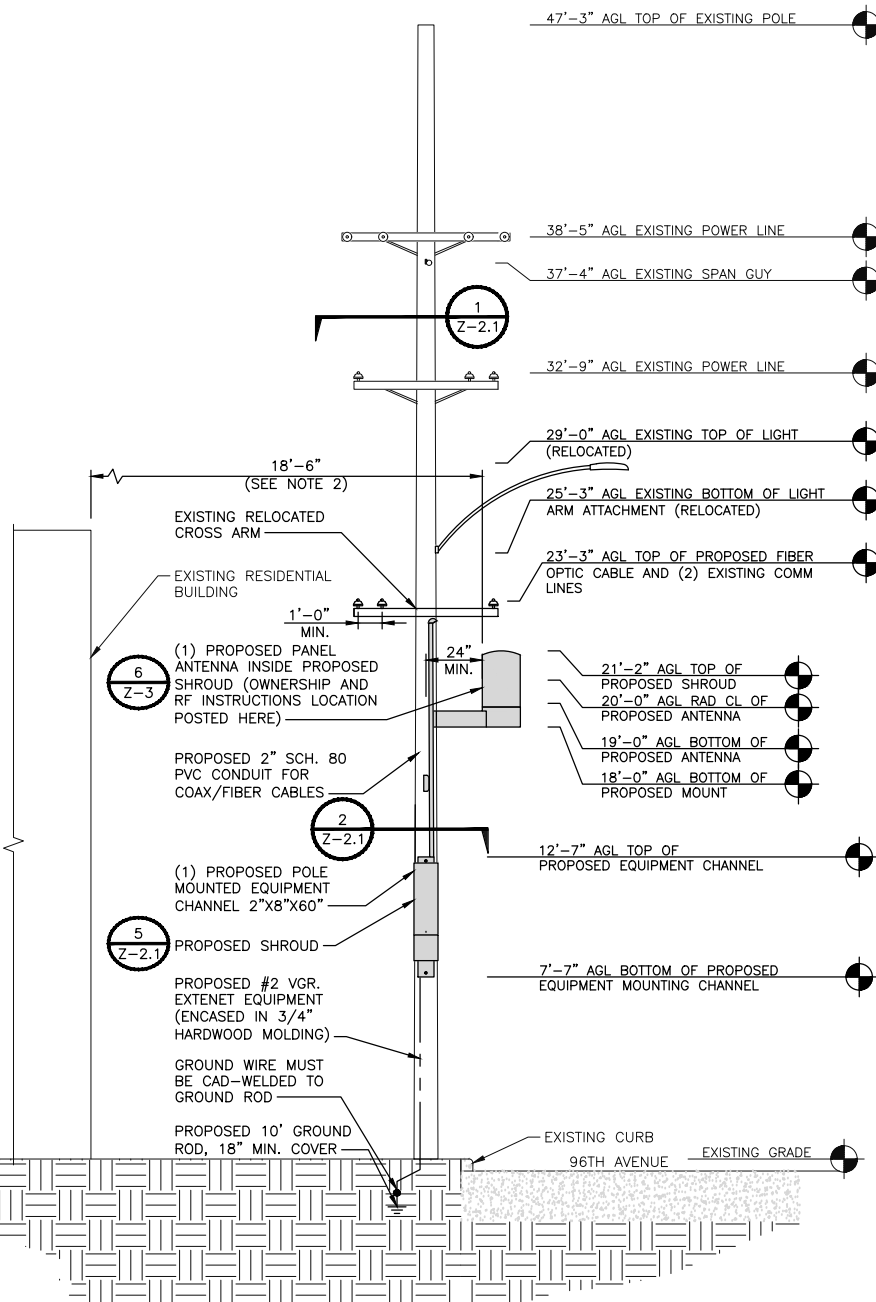 47'-3" AGL TOP OF EXISTING POLE
38'-5" AGL EXISTING POWER LINE
37'-4" AGL EXISTING SPAN GUY
1
Z-2.1
32'-9" AGL EXISTING POWER LINE
29'-0" AGL EXISTING TOP OF LIGHT
(RELOCATED)
18'-6"
(SEE NOTE 2)
25'-3" AGL EXISTING BOTTOM OF LIGHT
ARM ATTACHMENT (RELOCATED)
EXISTING RELOCATED
CROSS ARM
23'-3" AGL TOP OF PROPOSED FIBER
OPTIC CABLE AND (2) EXISTING COMM
LINES
EXISTING RESIDENTIAL
BUILDING
1'-0"
MIN.
24"
MIN.
6
Z-3
(1) PROPOSED PANEL
ANTENNA INSIDE PROPOSED
SHROUD (OWNERSHIP AND
RF INSTRUCTIONS LOCATION
POSTED HERE)
21'-2" AGL TOP OF
PROPOSED SHROUD
20'-0" AGL RAD CL OF
PROPOSED ANTENNA
19'-0" AGL BOTTOM OF
PROPOSED ANTENNA
18'-0" AGL BOTTOM OF
PROPOSED MOUNT
PROPOSED 2" SCH. 80
PVC CONDUIT FOR
COAX/FIBER CABLES
2
Z-2.1
12'-7" AGL TOP OF
PROPOSED EQUIPMENT CHANNEL
(1) PROPOSED POLE
MOUNTED EQUIPMENT
CHANNEL 2"X8"X60"
5
Z-2.1
PROPOSED SHROUD
7'-7" AGL BOTTOM OF PROPOSED
EQUIPMENT MOUNTING CHANNEL
PROPOSED #2 VGR.
EXTENET EQUIPMENT
(ENCASED IN 3/4"
HARDWOOD MOLDING)
GROUND WIRE MUST
BE CAD-WELDED TO
GROUND ROD
PROPOSED 10' GROUND
ROD, 18" MIN. COVER
EXISTING CURB
96TH AVENUE
EXISTING GRADE